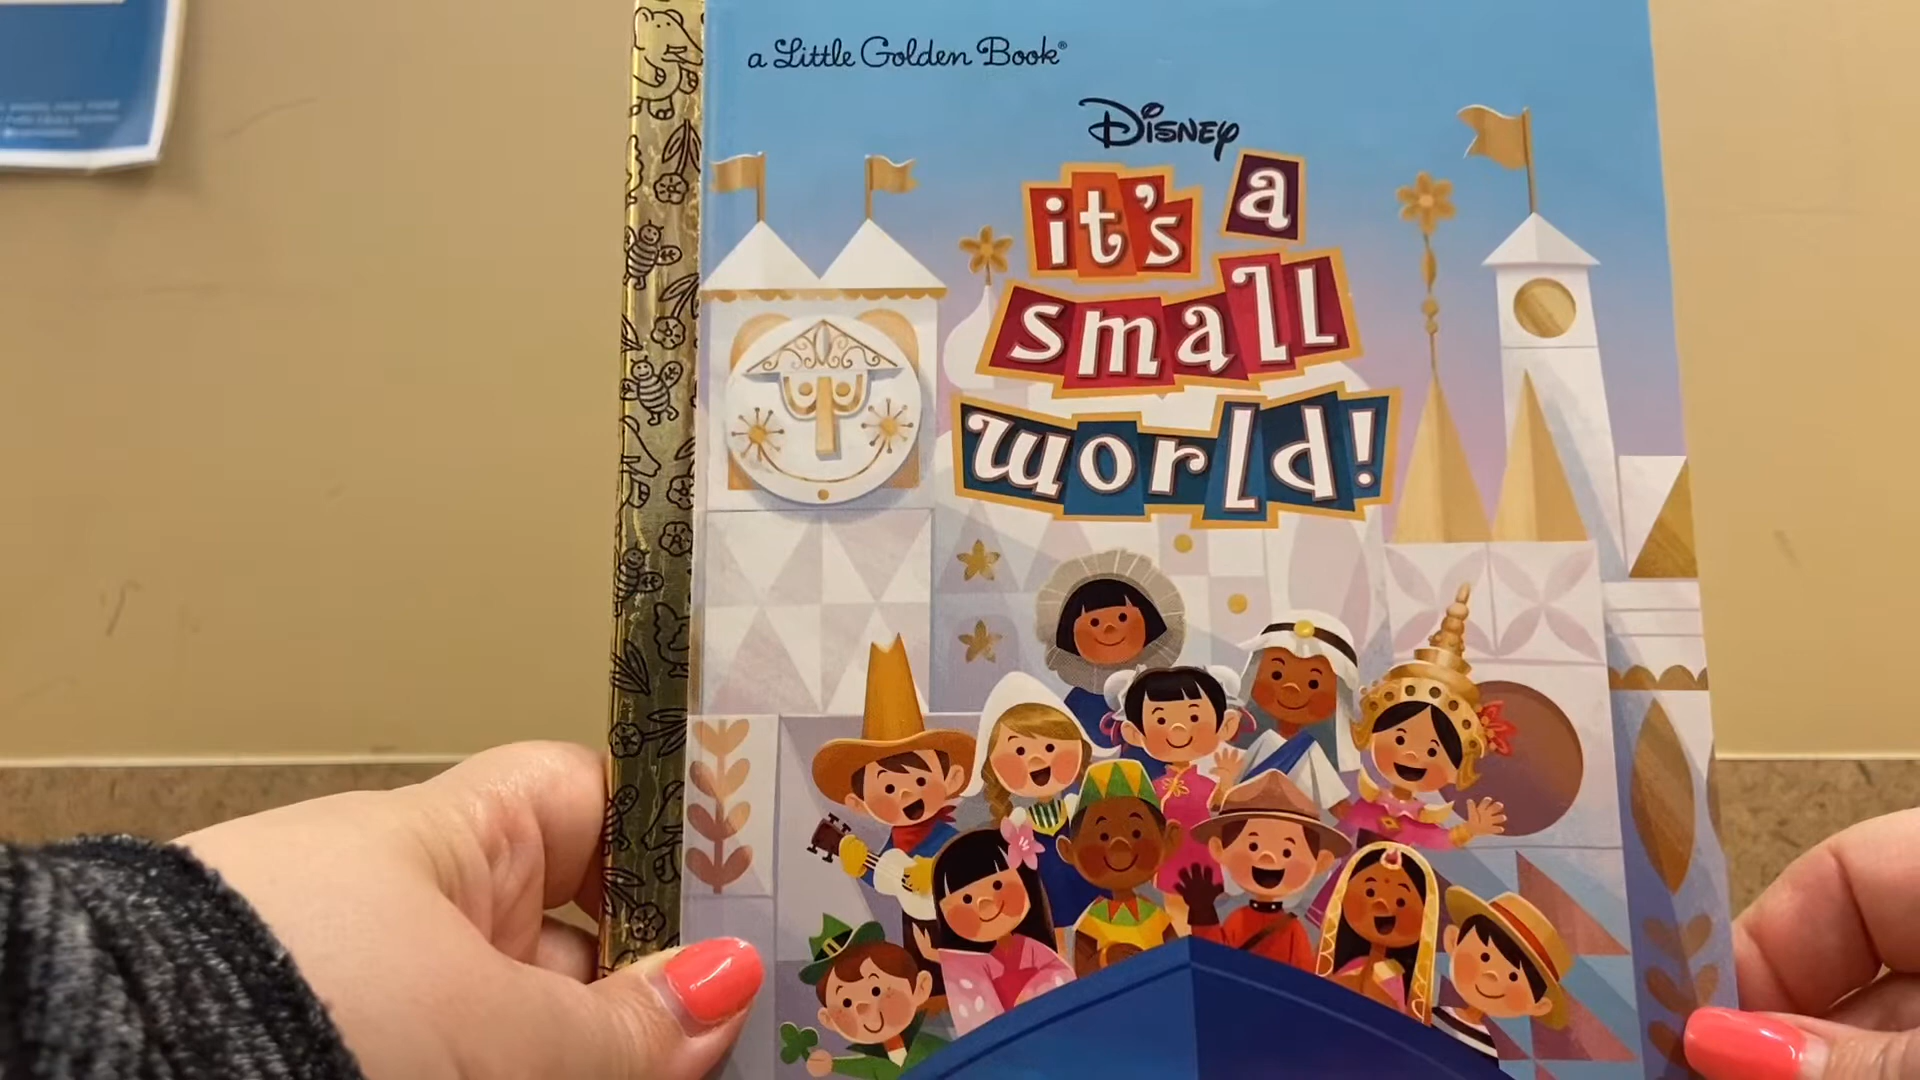 a Little Golden Book®
Disney
it's a
small
world!